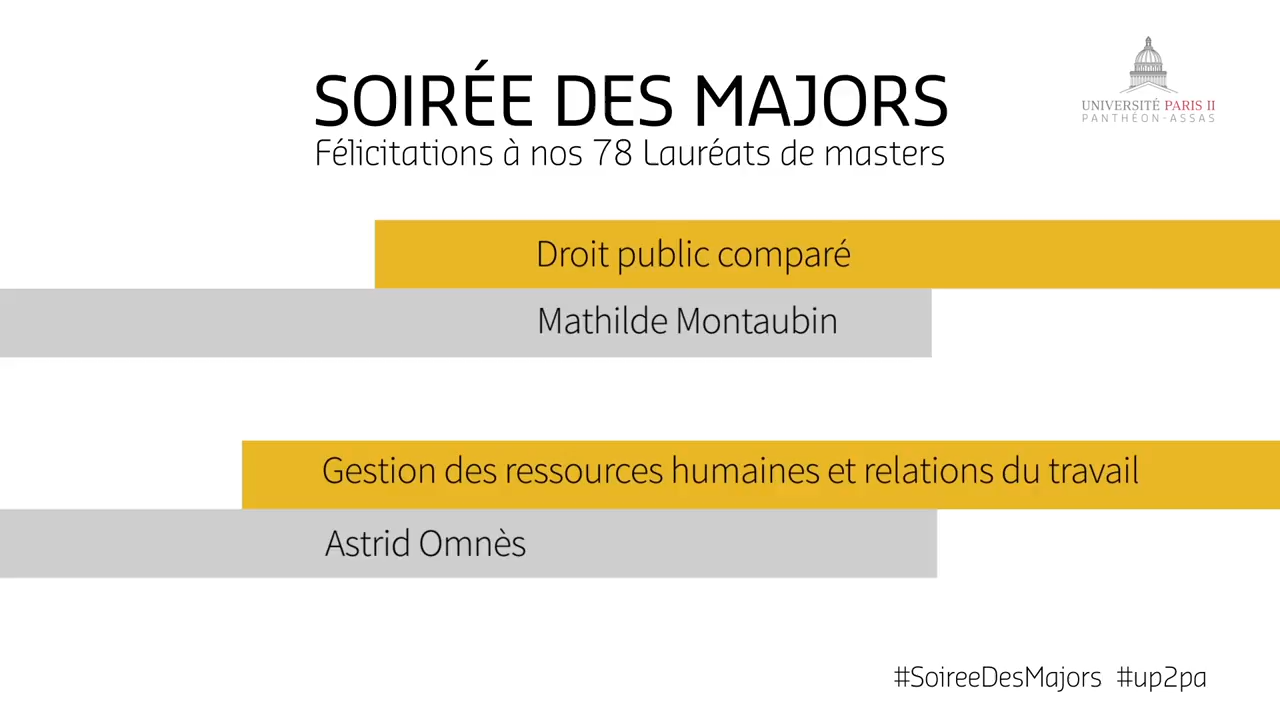 SOIRÉE DES MAJORS
Félicitations à nos 78 Lauréats de masters
UNIVERSITÉ PARIS II
PANTHÉON-ASSAS
Droit public comparé
Mathilde Montaubin
Gestion des ressources humaines et relations du travail
Astrid Omnès
#SoireeDesMajors #up2pa